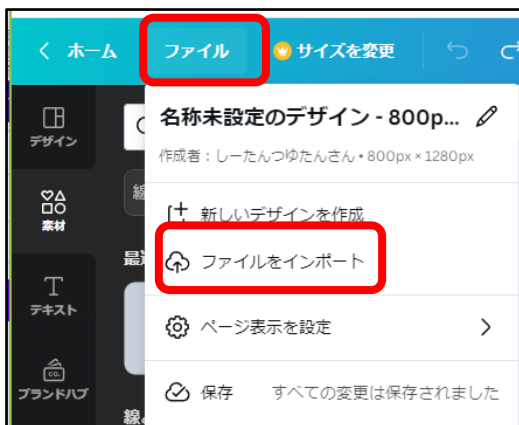 ホーム ファイル サイズを変更
名称未設定のデザイン - 800p...
作成者：しーたんつゆたんさん • 800px × 1280px
新しいデザインを作成
ファイルをインポート
ページ表示を設定
保存 すべての変更は保存されました
デザイン
素材
テキスト
CO.
ブランドハブ